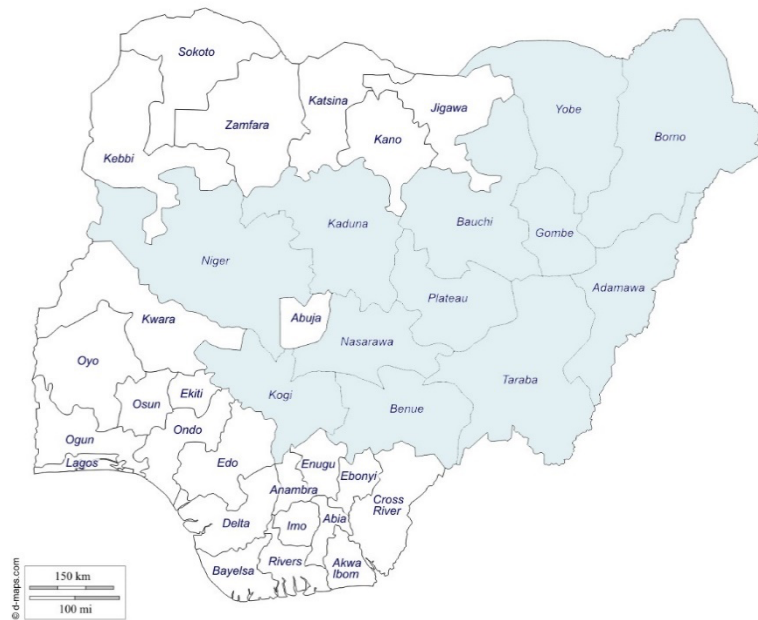 Sokoto
Katsina
Jigawa
Yobe
Zamfara
Kano
Borno
Kebbi
Kaduna
Bauchi
Gombe
Niger
Adamawa
Plateau
Abuja
Kwara
Nasarawa
Oyo
Taraba
Ekiti
Kogi
Osun
Benue
Ondo
Ogun
Lagos
Edo
Enugu
Ebonyi
Anambra
Cross
River
Delta
Imo
Abia
Bayelsa
Rivers
Akwa
Ibom
150 km
100 mi
© d-maps.com